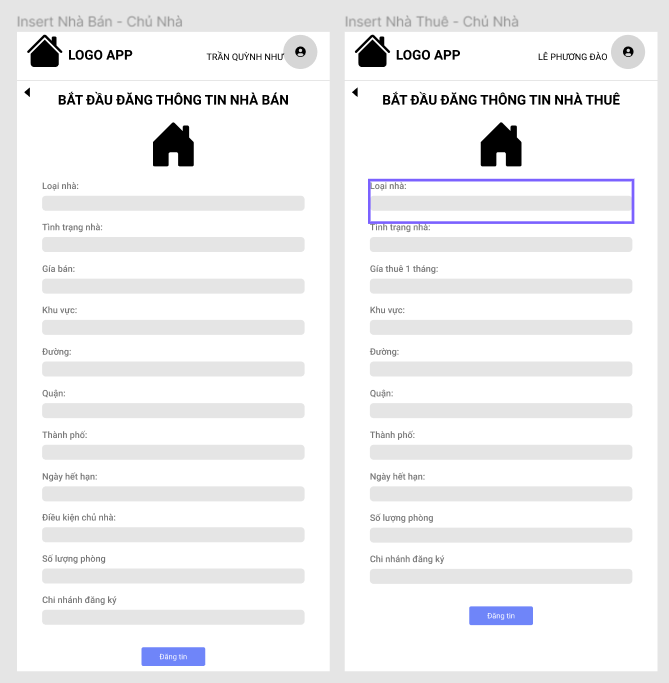 Insert Nhà Bán - Chủ Nhà
LOGO APP
TRẦN QUỲNH NHƯ
BẮT ĐẦU ĐĂNG THÔNG TIN NHÀ BÁN
Loại nhà:
Tình trạng nhà:
Gía bán:
Khu vực:
Đường:
Quận:
Thành phố:
Ngày hết hạn:
Điều kiện chủ nhà:
Số lượng phòng
Chi nhánh đăng ký
Đăng tin
Insert Nhà Thuê - Chủ Nhà
LOGO APP
LÊ PHƯƠNG ĐÀO
BẮT ĐẦU ĐĂNG THÔNG TIN NHÀ THUÊ
Loại nhà:
Tình trạng nhà:
Gía thuê 1 tháng:
Khu vực:
Đường:
Quận:
Thành phố:
Ngày hết hạn:
Số lượng phòng
Chi nhánh đăng ký
Đăng tin